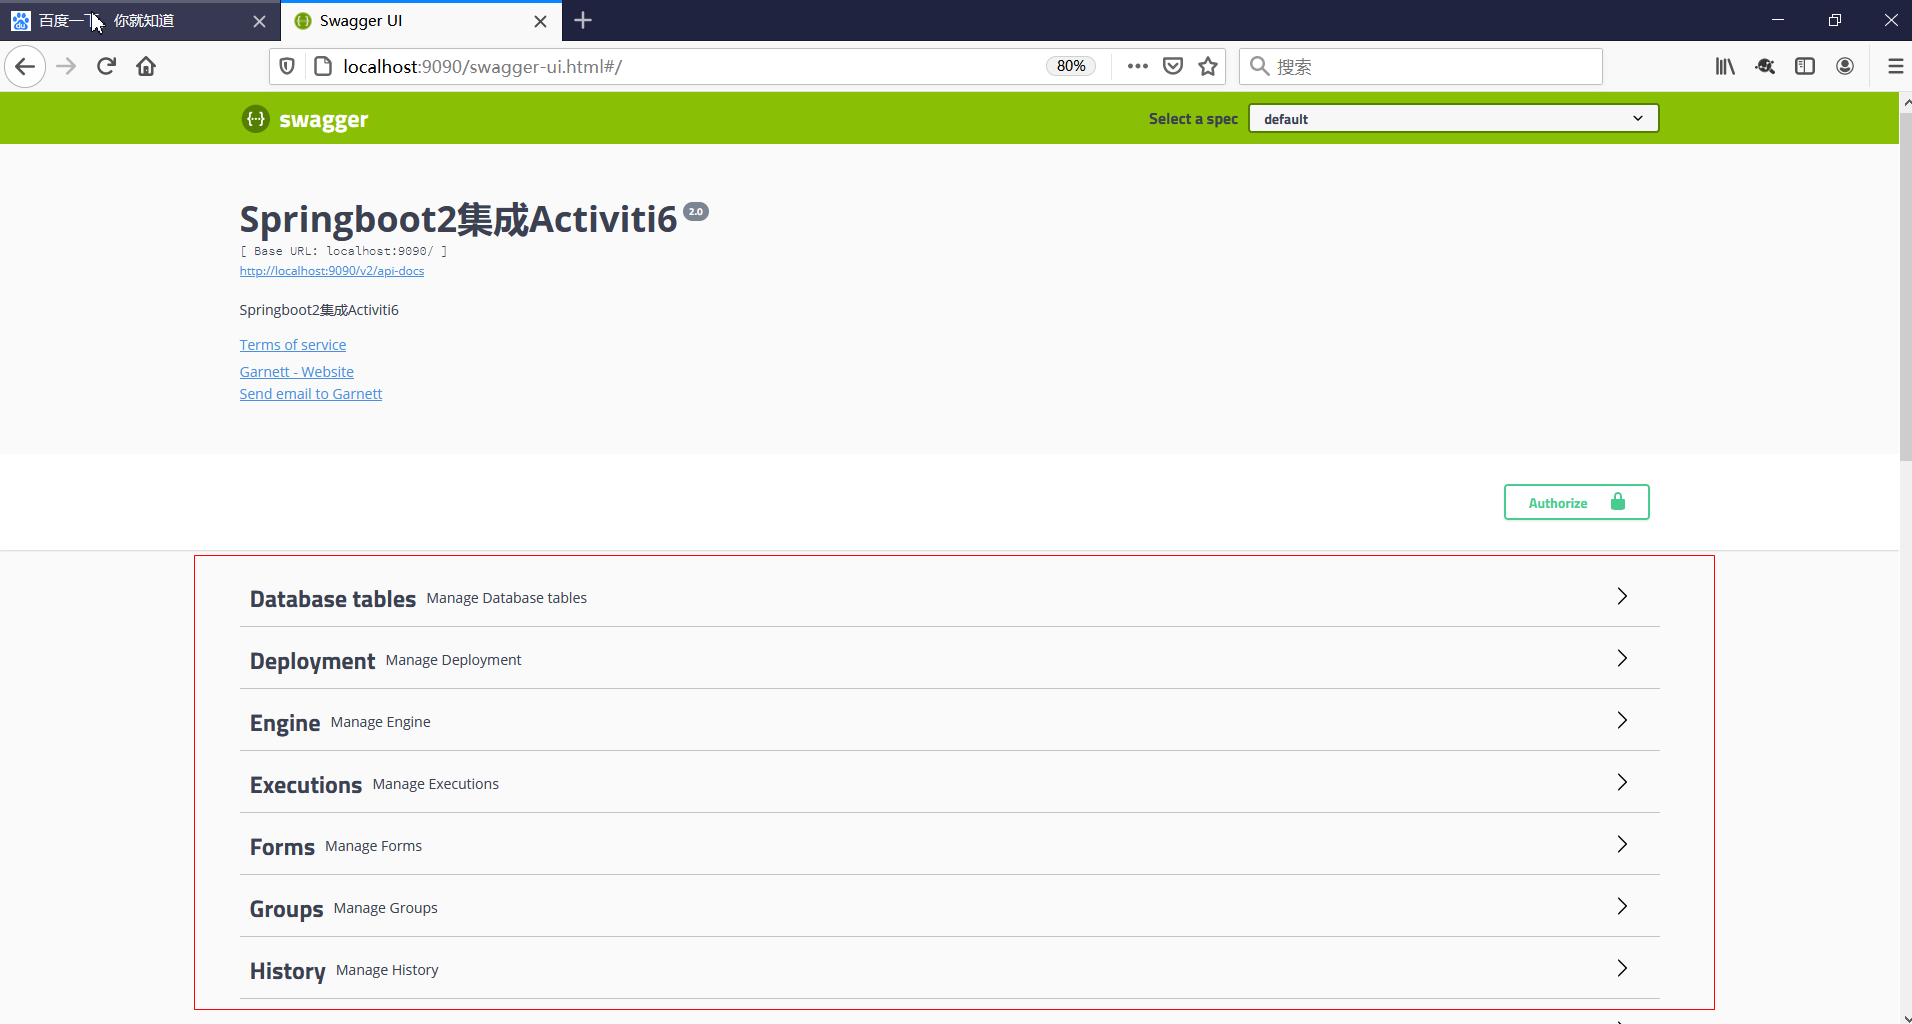 百度一下，你就知道
Swagger UI
localhost:9090/swagger-ui.html#/
80%
搜索
swagger
Select a spec
default
Springboot2集成Activiti6 2.0
[ Base URL: localhost:9090/ ]
http://localhost:9090/v2/api-docs
Springboot2集成Activiti6
Terms of service
Garnett - Website
Send email to Garnett
Authorize
Database tables Manage Database tables
Deployment Manage Deployment
Engine Manage Engine
Executions Manage Executions
Forms Manage Forms
Groups Manage Groups
History Manage History